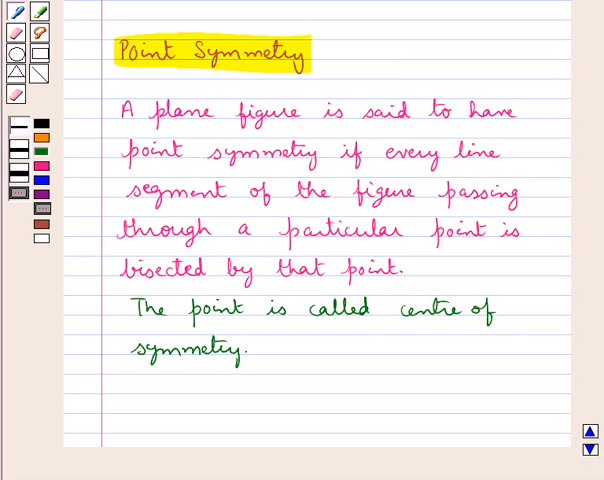 Point Symmetry
A plane figure is said to have
point symmetry if every line
segment of the figure passing
through a particular point is
bisected by that point.
The point is called centre of
symmetry.